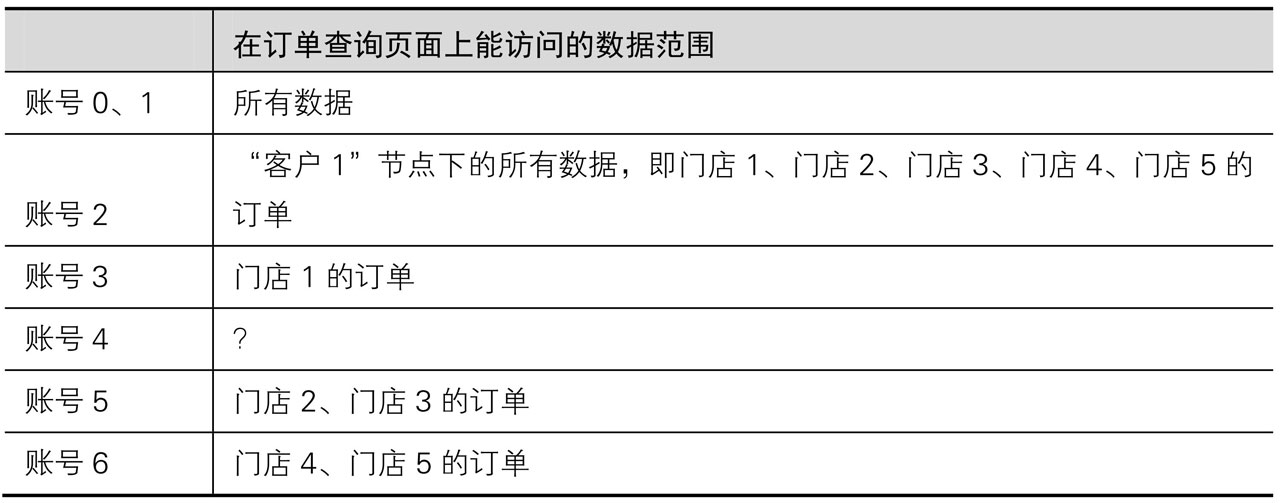 在订单查询页面上能访问的数据范围
账号 0、1
所有数据
账号 2
“客户 1”节点下的所有数据，即门店 1、门店 2、门店 3、门店 4、门店 5 的
订单
账号 3
门店 1 的订单
账号 4
?
账号 5
门店 2、门店 3 的订单
账号 6
门店 4、门店 5 的订单